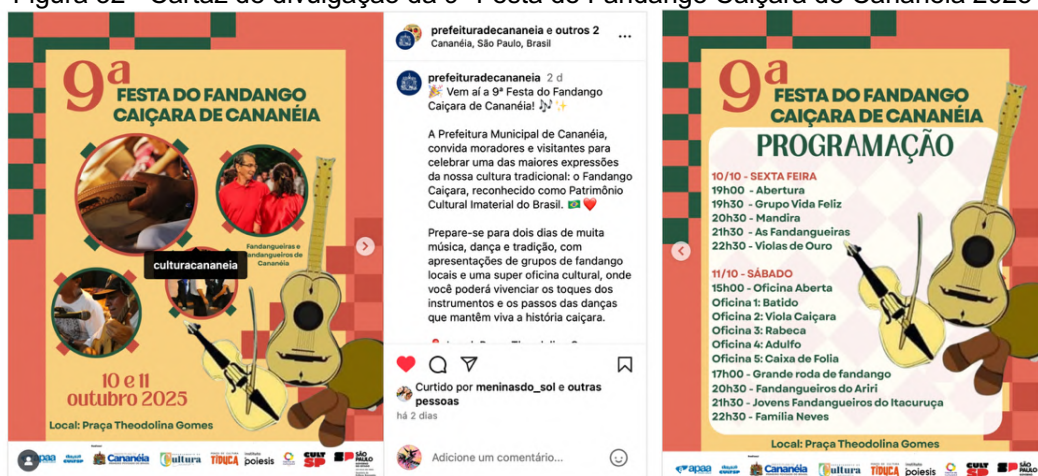 Figura 32 - Cartaz de divulgação da 9ª Festa do Fandango Caiçara de Cananéia 2025
9ª
FESTA DO FANDANGO
CAIÇARA DE CANANÉIA
Fandangueiras e
Fandangueiros de
Cananéia
culturacananeia
10 e 11
outubro 2025
Local: Praça Theodolina Gomes
apaa
Cananéia
Cultura
TIDUCA
instituto
poiesis
CULT
SP
SÃO
PAULO
prefeituradecananeia e outros 2
Cananéia, São Paulo, Brasil
prefeituradecananeia 2 d
🎉 Vem aí a 9ª Festa do Fandango
Caiçara de Cananéia! 🎶✨
A Prefeitura Municipal de Cananéia,
convida moradores e visitantes para
celebrar uma das maiores expressões
da nossa cultura tradicional: o Fandango
Caiçara, reconhecido como Patrimônio
Cultural Imaterial do Brasil. 🇧🇷❤️
Prepare-se para dois dias de muita
música, dança e tradição, com
apresentações de grupos de fandango
locais e uma super oficina cultural, onde
você poderá vivenciar os toques dos
instrumentos e os passos das danças
que mantêm viva a história caiçara.
Curtido por meninasdo_sol e outras
pessoas
há 2 dias
Adicione um comentário...
9ª
FESTA DO FANDANGO
CAIÇARA DE CANANÉIA
PROGRAMAÇÃO
10/10 - SEXTA FEIRA
19h00 - Abertura
19h30 - Grupo Vida Feliz
20h30 - Mandira
21h30 - As Fandangueiras
22h30 - Violas de Ouro
11/10 - SÁBADO
15h00 - Oficina Aberta
Oficina 1: Batido
Oficina 2: Viola Caiçara
Oficina 3: Rabeca
Oficina 4: Adulfo
Oficina 5: Caixa de Folia
17h00 - Grande roda de fandango
20h30 - Fandangueiros do Ariri
21h30 - Jovens Fandangueiros do Itacuruça
22h30 - Família Neves
Local: Praça Theodolina Gomes
apaa
Cananéia
Cultura
TIDUCA
instituto
poiesis
CULT
SP
SÃO
PAULO